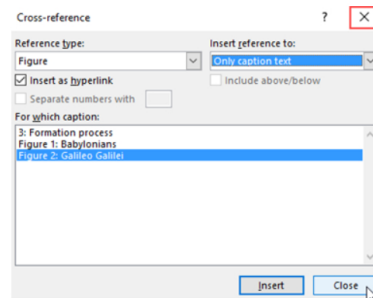 Cross-reference ?
Reference type: Insert reference to:
Figure Only caption text
Insert as hyperlink Include above/below
Separate numbers with
For which caption:
3: Formation process
Figure 1: Babylonians
Figure 2: Galileo Galilei
Insert Close